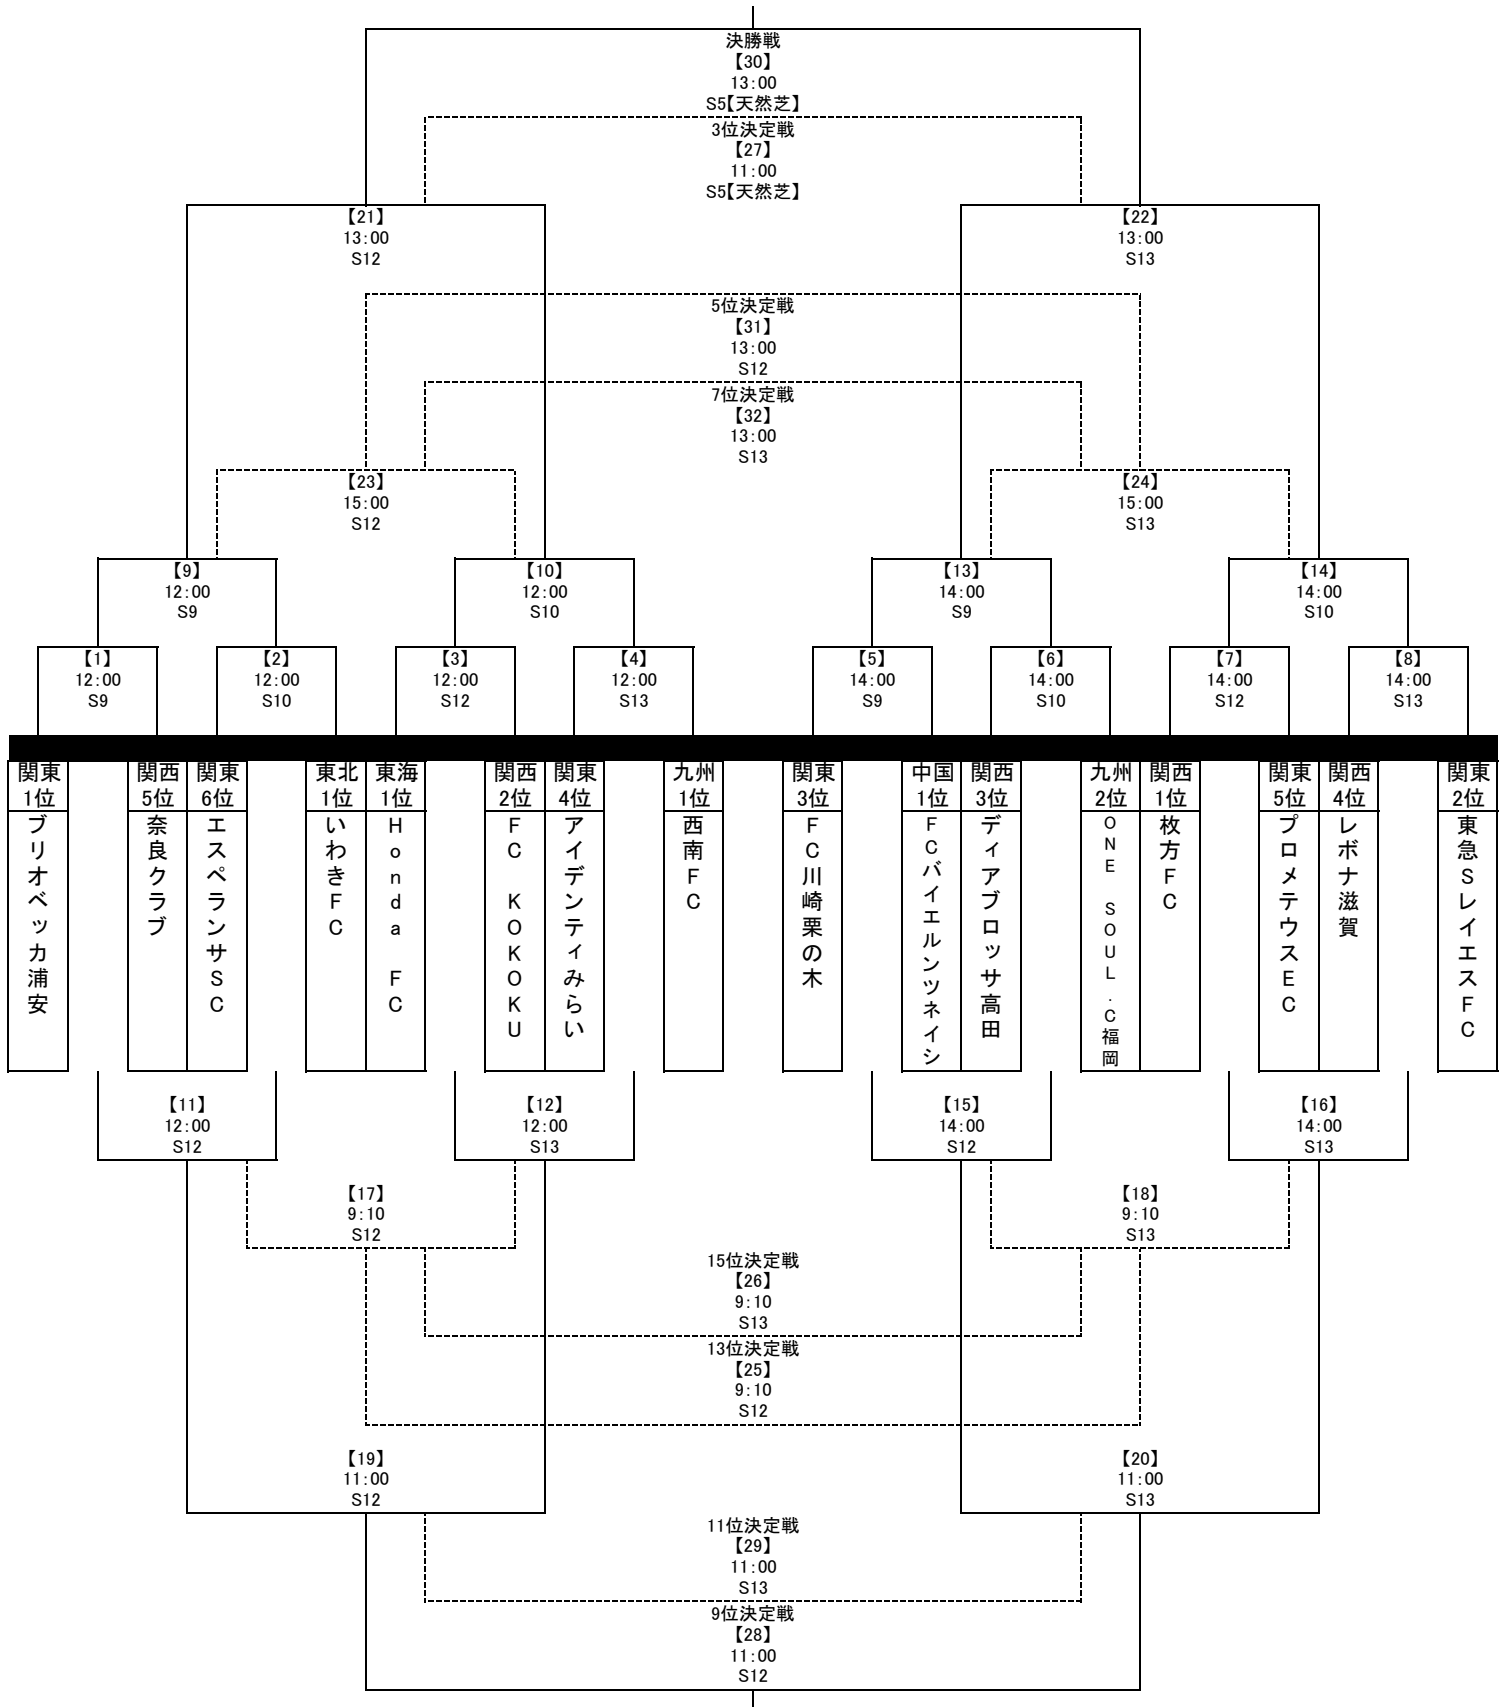 決勝戦
【30】
13:00
S5【天然芝】
3位決定戦
【27】
11:00
S5【天然芝】
【21】
13:00
S12
【22】
13:00
S13
5位決定戦
【31】
13:00
S12
7位決定戦
【32】
13:00
S13
【23】
15:00
S12
【24】
15:00
S13
【9】
12:00
S9
【10】
12:00
S10
【13】
14:00
S9
【14】
14:00
S10
【1】
12:00
S9
【2】
12:00
S10
【3】
12:00
S12
【4】
12:00
S13
【5】
14:00
S9
【6】
14:00
S10
【7】
14:00
S12
【8】
14:00
S13
関東
1位
ブリオベッカ浦安
関西
5位
奈良クラブ
関東
6位
エスペランサSC
東北
1位
いわきFC
東海
1位
Honda FC
関西
2位
FC KOKOKU
関東
4位
アイデンティみらい
九州
1位
西南FC
関東
3位
FC川崎栗の木
中国
1位
FCバイエルンツネイシ
関西
3位
ディアブロッサ高田
九州
2位
ONE SOUL.C福岡
関西
1位
枚方FC
関東
5位
プロメテウスEC
関西
4位
レボナ滋賀
関東
2位
東急SレイエスFC
【11】
12:00
S12
【12】
12:00
S13
【15】
14:00
S12
【16】
14:00
S13
【17】
9:10
S12
【18】
9:10
S13
15位決定戦
【26】
9:10
S13
13位決定戦
【25】
9:10
S12
【19】
11:00
S12
【20】
11:00
S13
11位決定戦
【29】
11:00
S13
9位決定戦
【28】
11:00
S12